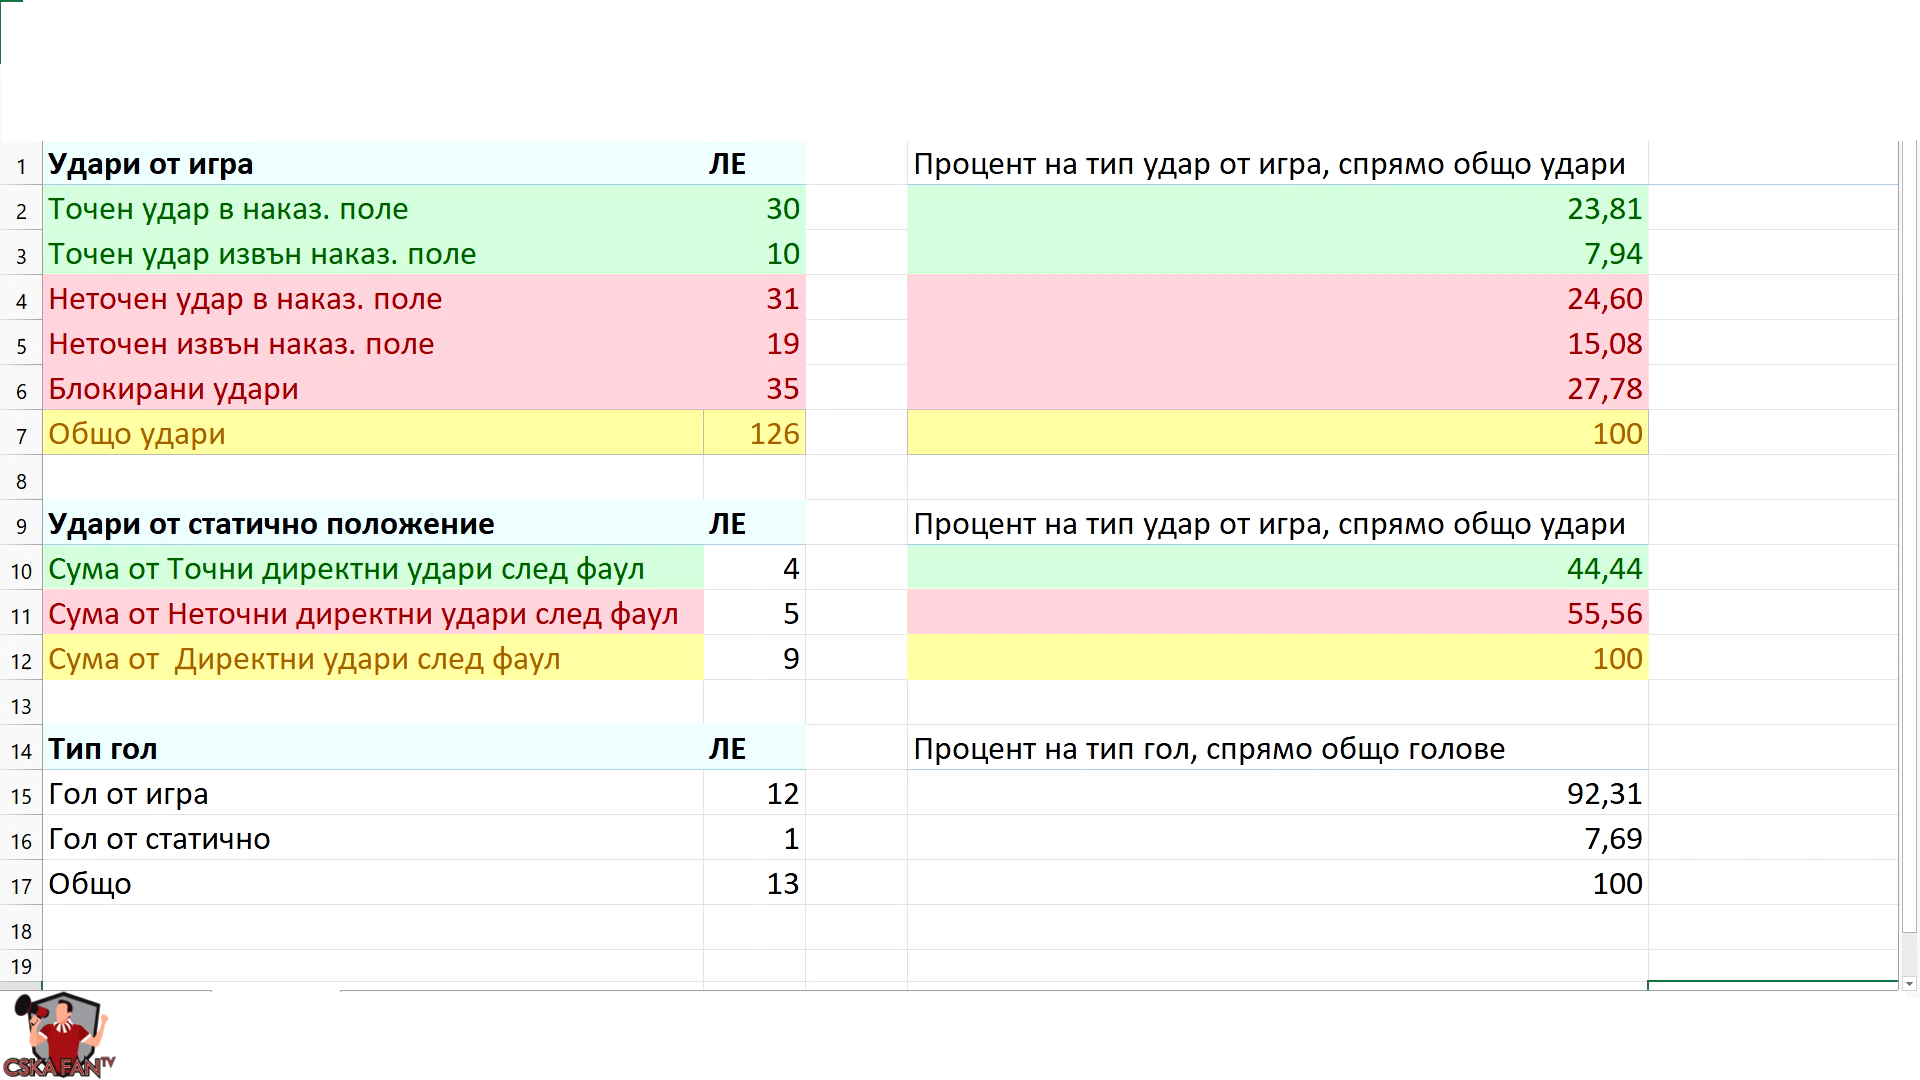 1 Удари от игра ЛЕ Процент на тип удар от игра, спрямо общо удари
2 Точен удар в наказ. поле 30 23,81
3 Точен удар извън наказ. поле 10 7,94
4 Неточен удар в наказ. поле 31 24,60
5 Неточен извън наказ. поле 19 15,08
6 Блокирани удари 35 27,78
7 Общо удари 126 100
8
9 Удари от статично положение ЛЕ Процент на тип удар от игра, спрямо общо удари
10 Сума от Точни директни удари след фаул 4 44,44
11 Сума от Неточни директни удари след фаул 5 55,56
12 Сума от  Директни удари след фаул 9 100
13
14 Тип гол ЛЕ Процент на тип гол, спрямо общо голове
15 Гол от игра 12 92,31
16 Гол от статично 1 7,69
17 Общо 13 100
18
19
CSKA FAN TV